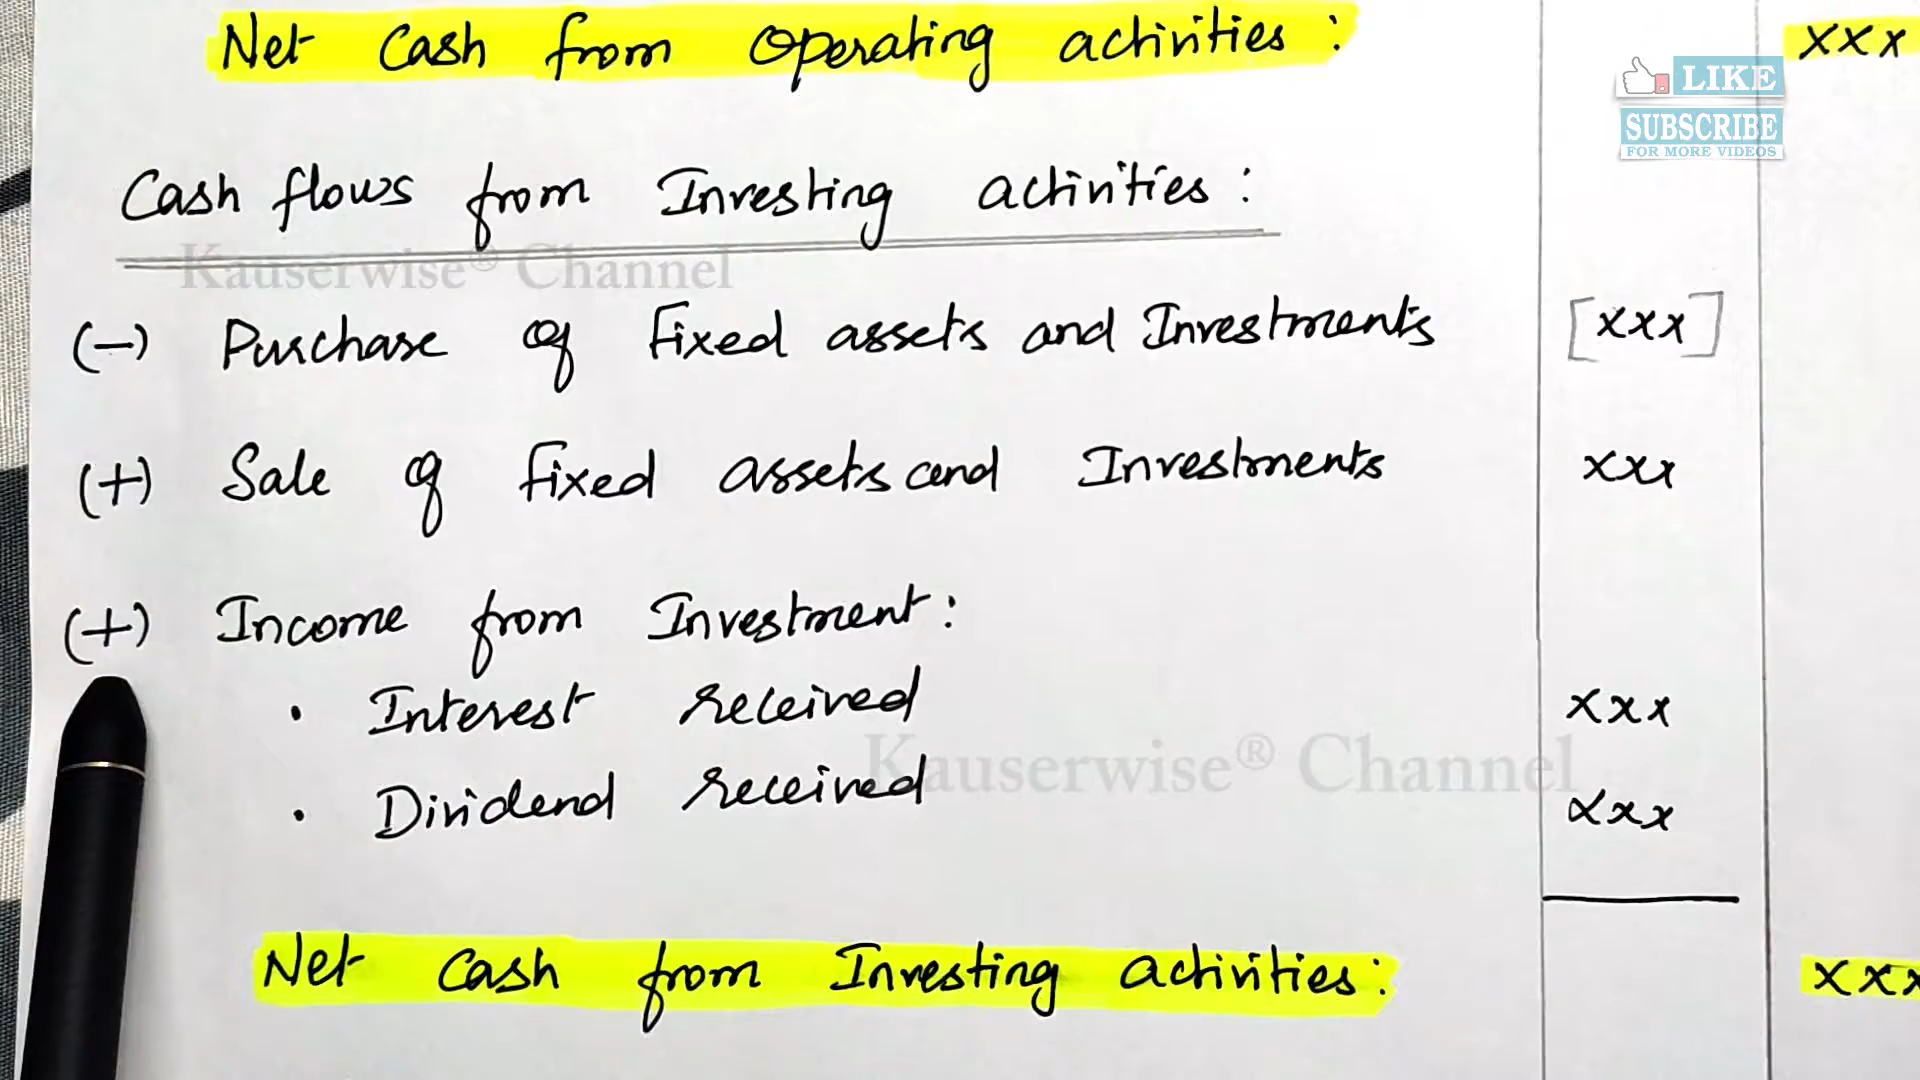 Net Cash from Operating activities : xxx
LIKE
SUBSCRIBE
FOR MORE VIDEOS
Cash flows from Investing activities :
Kauserwise® Channel
(-) Purchase of Fixed assets and Investments [xxx]
(+) Sale of Fixed assets and Investments xxx
(+) Income from Investment :
• Interest received xxx
Kauserwise® Channel
• Dividend received xxx
Net Cash from Investing activities : xxx